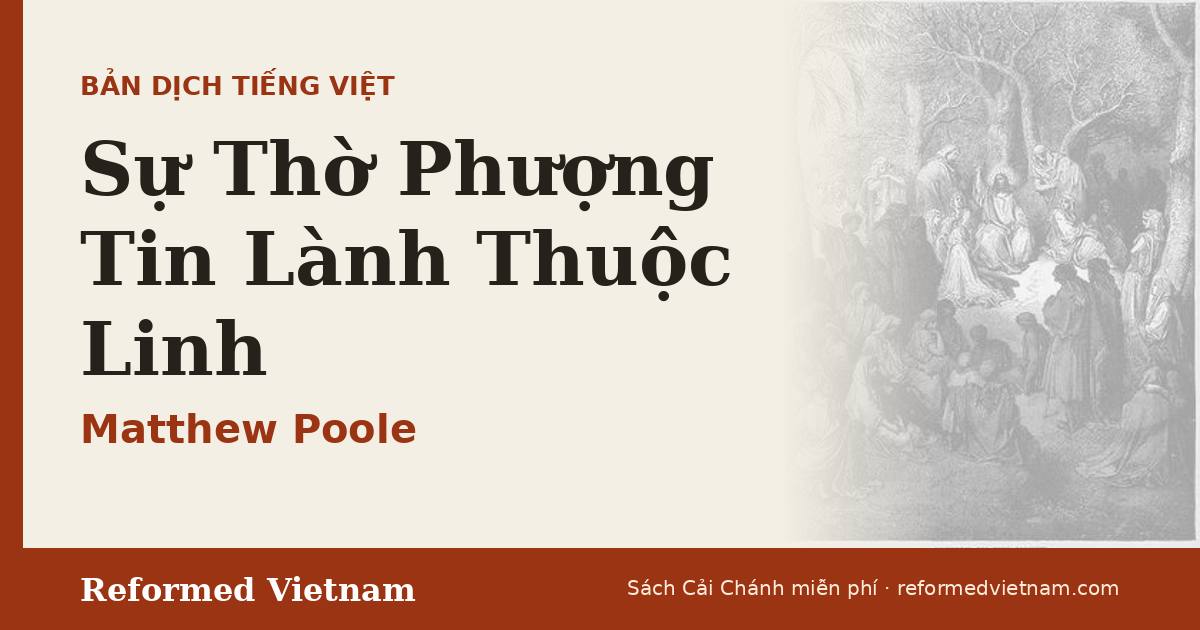 BẢN DỊCH TIẾNG VIỆT
Sự Thờ Phượng
Tin Lành Thuộc
Linh
Matthew Poole
Reformed Vietnam
Sách Cải Chánh miễn phí · reformedvietnam.com